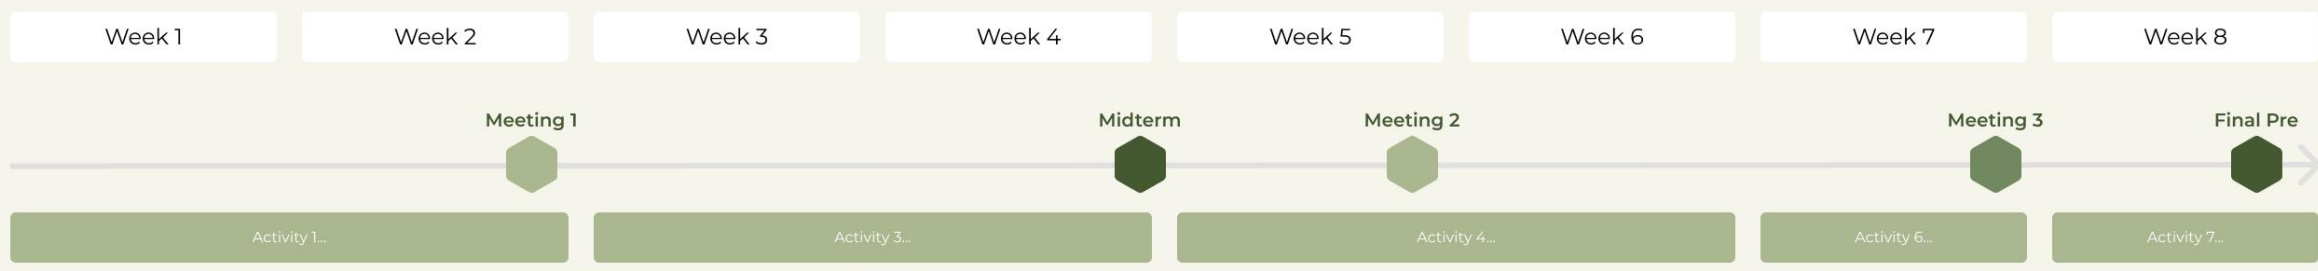 Week 1
Week 2
Week 3
Week 4
Week 5
Week 6
Week 7
Week 8
Meeting 1
Midterm
Meeting 2
Meeting 3
Final Pre
Activity 1...
Activity 3...
Activity 4...
Activity 6...
Activity 7...